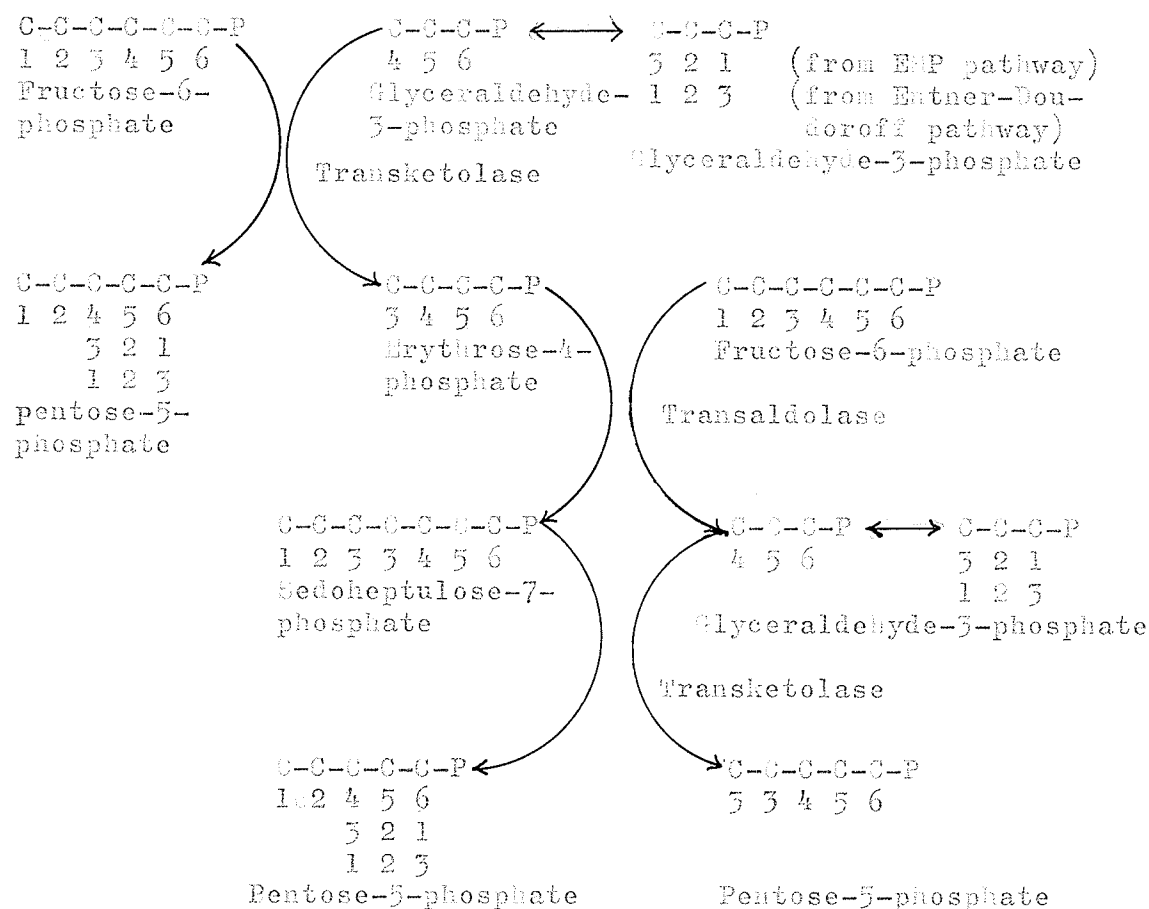 C-C-C-C-C-C-P
1 2 3 4 5 6
Fructose-6-
phosphate
C-C-C-P
4 5 6
Glyceraldehyde-
3-phosphate
C-C-C-P
3 2 1 (from EMP pathway)
1 2 3 (from Entner-Dou-
doroff pathway)
Glyceraldehyde-3-phosphate
Transketolase
C-C-C-C-C-P
1 2 4 5 6
3 2 1
1 2 3
pentose-5-
phosphate
C-C-C-C-P
3 4 5 6
Erythrose-4-
phosphate
C-C-C-C-C-C-P
1 2 3 4 5 6
Fructose-6-phosphate
Transaldolase
C-C-C-C-C-C-C-P
1 2 3 3 4 5 6
Sedoheptulose-7-
phosphate
C-C-C-P
4 5 6
C-C-C-P
3 2 1
1 2 3
Glyceraldehyde-3-phosphate
Transketolase
C-C-C-C-C-P
1 2 4 5 6
3 2 1
1 2 3
Pentose-5-phosphate
C-C-C-C-C-P
3 3 4 5 6
Pentose-5-phosphate